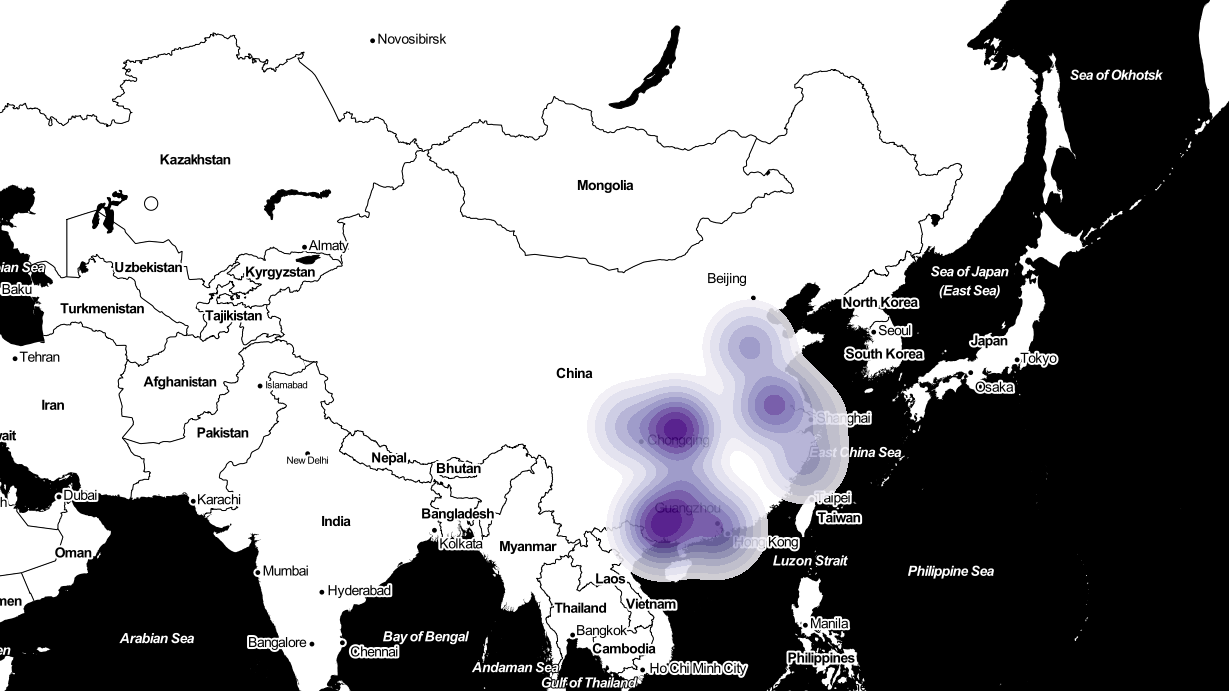 Novosibirsk
Sea of Okhotsk
Kazakhstan
Mongolia
Almaty
Uzbekistan
Kyrgyzstan
ian Sea
Baku
Beijing
Sea of Japan
(East Sea)
North Korea
Turkmenistan
Tajikistan
Seoul
South Korea
Japan
Tokyo
Tehran
Islamabad
Afghanistan
China
Osaka
Iran
Pakistan
Shanghai
wait
Chongqing
New Delhi
Nepal
Bhutan
East China Sea
Dubai
Karachi
Bangladesh
Guangzhou
Taipei
Taiwan
India
Kolkata
Hong Kong
Oman
Myanmar
Luzon Strait
Mumbai
Philippine Sea
Laos
Hyderabad
men
Thailand
Vietnam
Manila
Arabian Sea
Bay of Bengal
Bangkok
Bangalore
Chennai
Cambodia
en
Philippines
Andaman Sea
Ho Chi Minh City
Gulf of Thailand